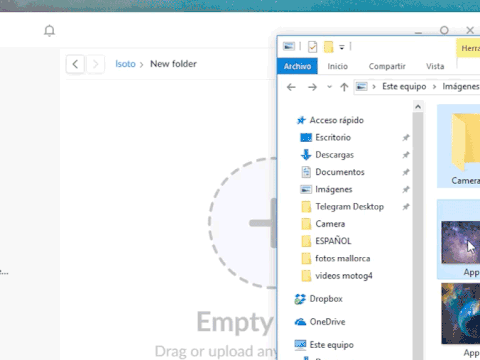 lsoto > New folder
Empty
Drag or upload any
Herra
Archivo Inicio Compartir Vista
> Este equipo > Imágenes
Acceso rápido
Escritorio
Descargas
Documentos
Imágenes
Telegram Desktop
Camera
ESPAÑOL
fotos mallorca
videos motog4
Dropbox
OneDrive
Este equipo
Camera
App
App